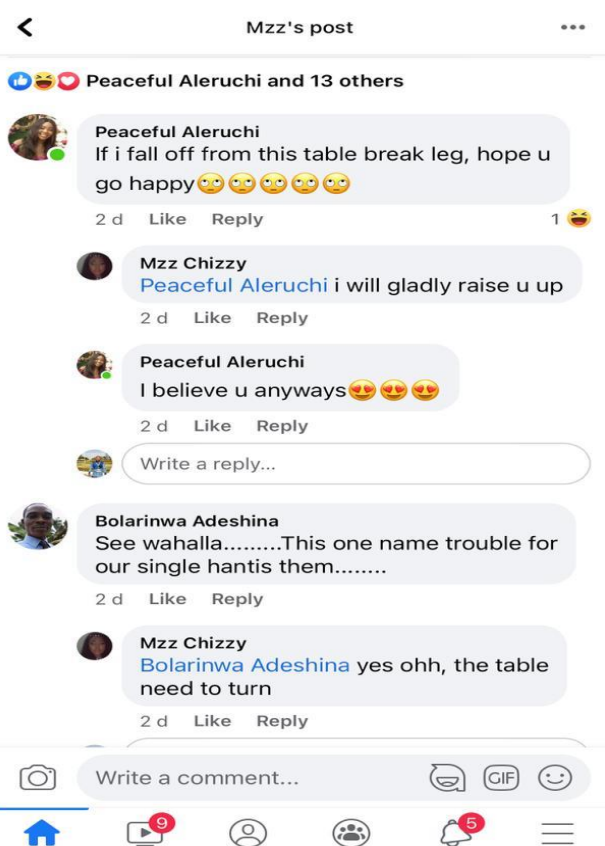 Mzz's post
Peaceful Aleruchi and 13 others
Peaceful Aleruchi
If i fall off from this table break leg, hope u
go happy🙄🙄🙄🙄🙄
2 d Like Reply 1
Mzz Chizzy
Peaceful Aleruchi i will gladly raise u up
2 d Like Reply
Peaceful Aleruchi
I believe u anyways😍😍😍
2 d Like Reply
Write a reply...
Bolarinwa Adeshina
See wahalla.........This one name trouble for
our single hantis them........
2 d Like Reply
Mzz Chizzy
Bolarinwa Adeshina yes ohh, the table
need to turn
2 d Like Reply
Write a comment...
GIF
9
5